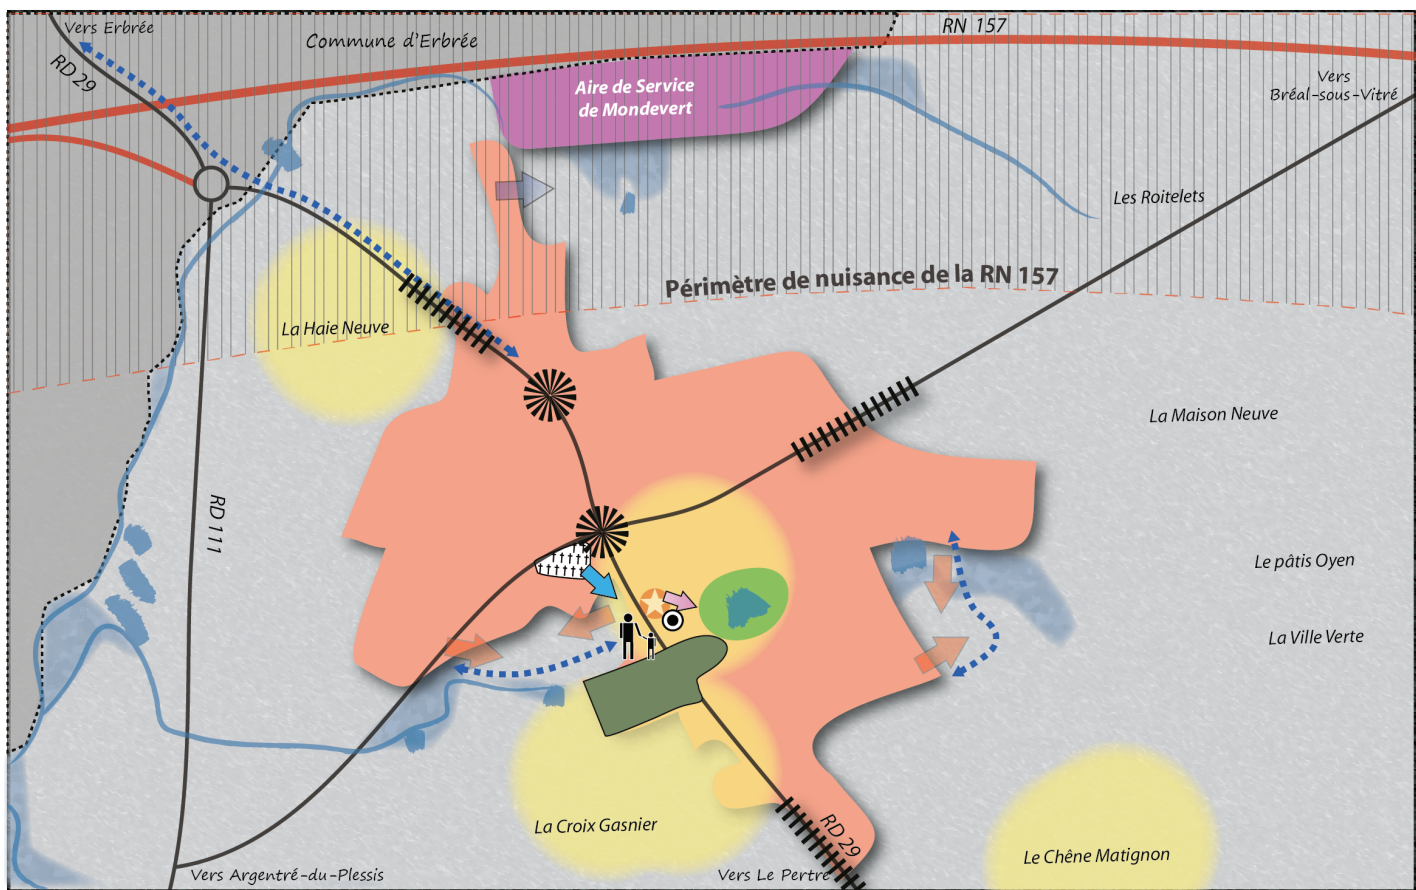 Vers Erbrée
RN 157
Commune d'Erbrée
RD 29
Vers
Bréal-sous-Vitré
Aire de Service
de Mondevert
Les Roitelets
Périmètre de nuisance de la RN 157
La Haie Neuve
La Maison Neuve
RD 111
Le pâtis Oyen
La Ville Verte
La Croix Gasnier
RD 29
Le Chêne Matignon
Vers Argentré-du-Plessis
Vers Le Pertre